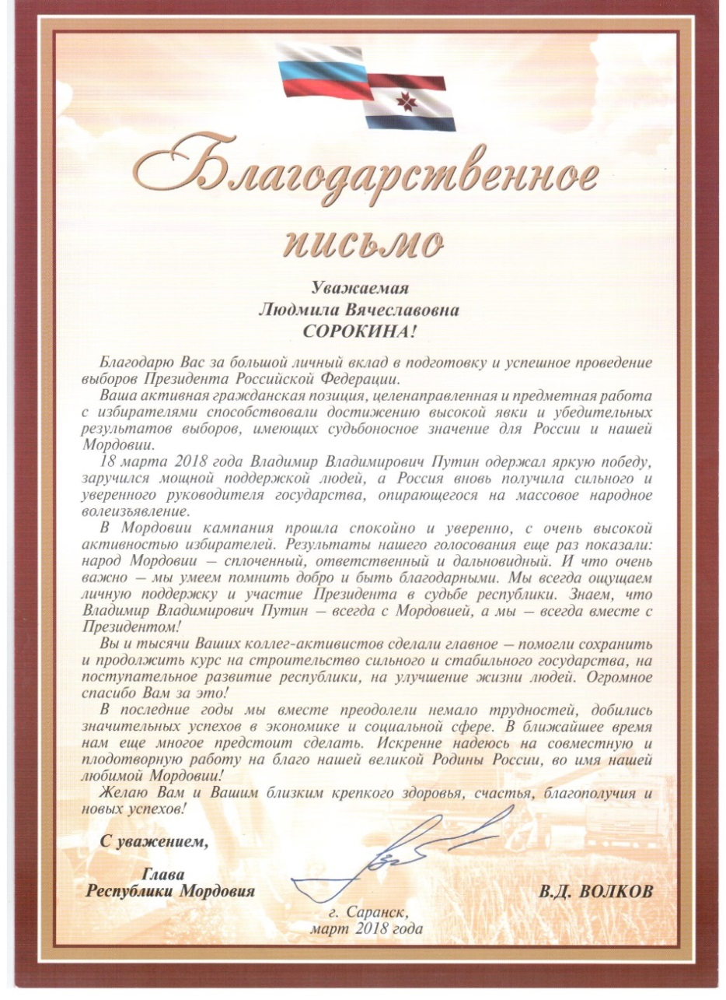 Благодарственное
письмо
Уважаемая
Людмила Вячеславовна
СОРОКИНА!
Благодарю Вас за большой личный вклад в подготовку и успешное проведение
выборов Президента Российской Федерации.
Ваша активная гражданская позиция, целенаправленная и предметная работа
с избирателями способствовали достижению высокой явки и убедительных
результатов выборов, имеющих судьбоносное значение для России и нашей
Мордовии.
18 марта 2018 года Владимир Владимирович Путин одержал яркую победу,
заручился мощной поддержкой людей, а Россия вновь получила сильного и
уверенного руководителя государства, опирающегося на массовое народное
волеизъявление.
В Мордовии кампания прошла спокойно и уверенно, с очень высокой
активностью избирателей. Результаты нашего голосования еще раз показали:
народ Мордовии – сплоченный, ответственный и дальновидный. И что очень
важно – мы умеем помнить добро и быть благодарными. Мы всегда ощущаем
личную поддержку и участие Президента в судьбе республики. Знаем, что
Владимир Владимирович Путин – всегда с Мордовией, а мы – всегда вместе с
Президентом!
Вы и тысячи Ваших коллег-активистов сделали главное – помогли сохранить
и продолжить курс на строительство сильного и стабильного государства, на
поступательное развитие республики, на улучшение жизни людей. Огромное
спасибо Вам за это!
В последние годы мы вместе преодолели немало трудностей, добились
значительных успехов в экономике и социальной сфере. В ближайшее время
нам еще многое предстоит сделать. Искренне надеюсь на совместную и
плодотворную работу на благо нашей великой Родины России, во имя нашей
любимой Мордовии!
Желаю Вам и Вашим близким крепкого здоровья, счастья, благополучия и
новых успехов!
С уважением,
Глава
Республики Мордовия
В.Д. ВОЛКОВ
г. Саранск,
март 2018 года